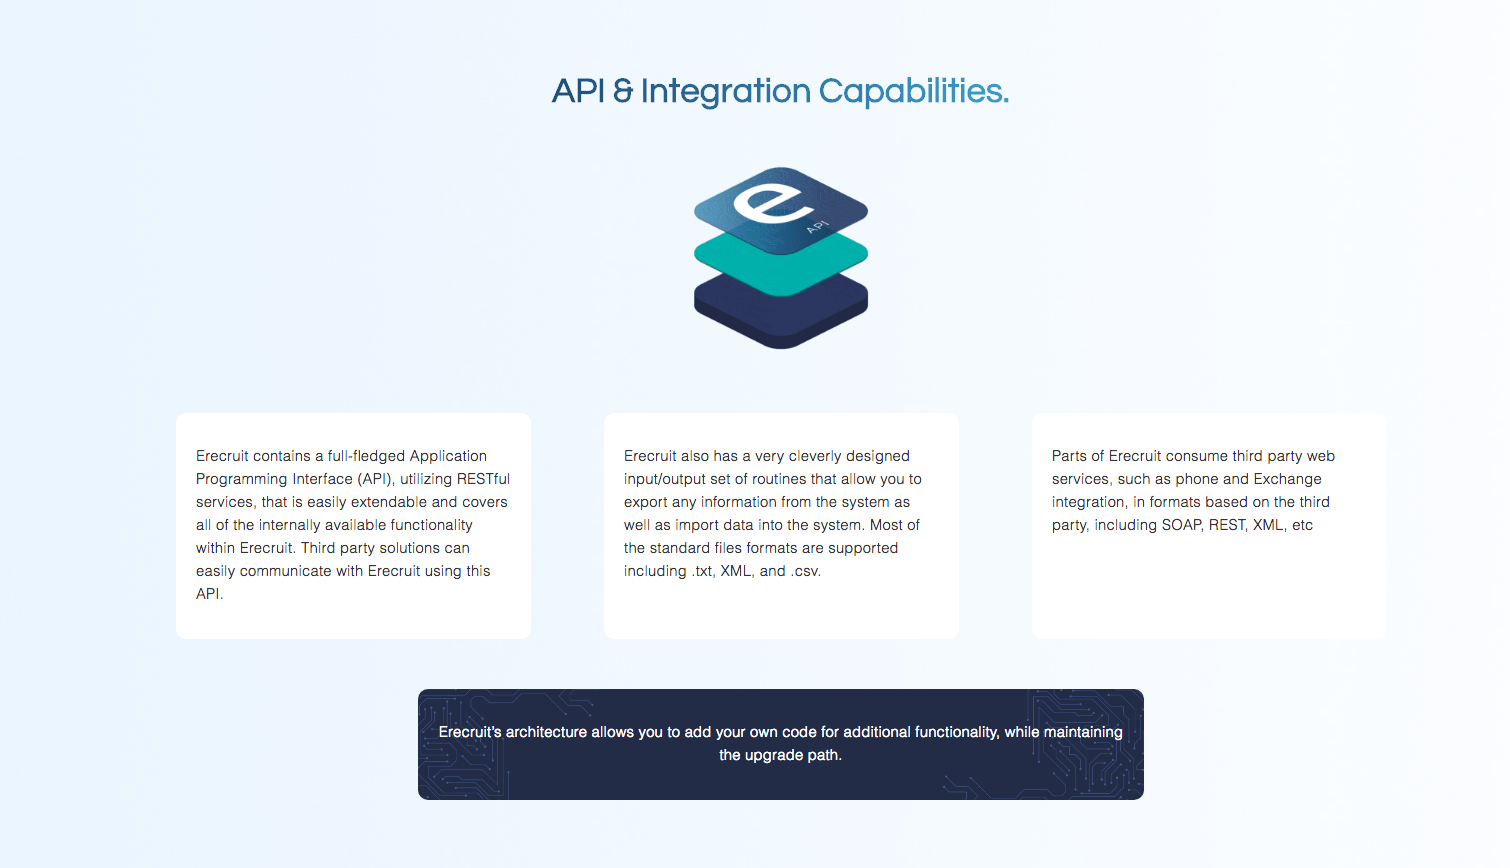 API & Integration Capabilities.
e
API
Erecruit contains a full-fledged Application
Programming Interface (API), utilizing RESTful
services, that is easily extendable and covers
all of the internally available functionality
within Erecruit. Third party solutions can
easily communicate with Erecruit using this
API.
Erecruit also has a very cleverly designed
input/output set of routines that allow you to
export any information from the system as
well as import data into the system. Most of
the standard files formats are supported
including .txt, XML, and .csv.
Parts of Erecruit consume third party web
services, such as phone and Exchange
integration, in formats based on the third
party, including SOAP, REST, XML, etc
Erecruit’s architecture allows you to add your own code for additional functionality, while maintaining
the upgrade path.